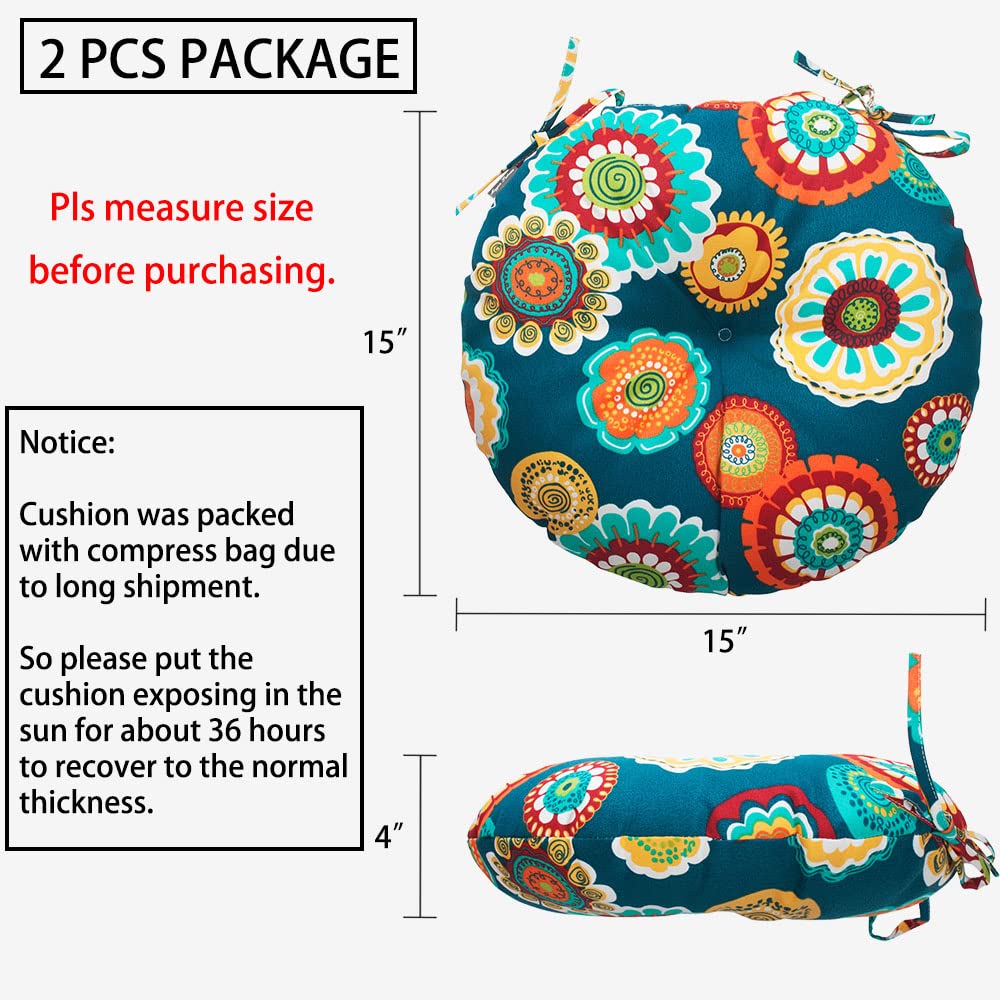 2 PCS PACKAGE
Pls measure size
before purchasing.
15″
Notice:
Cushion was packed
with compress bag due
to long shipment.
So please put the
cushion exposing in the
sun for about 36 hours
to recover to the normal
thickness.
15″
4″